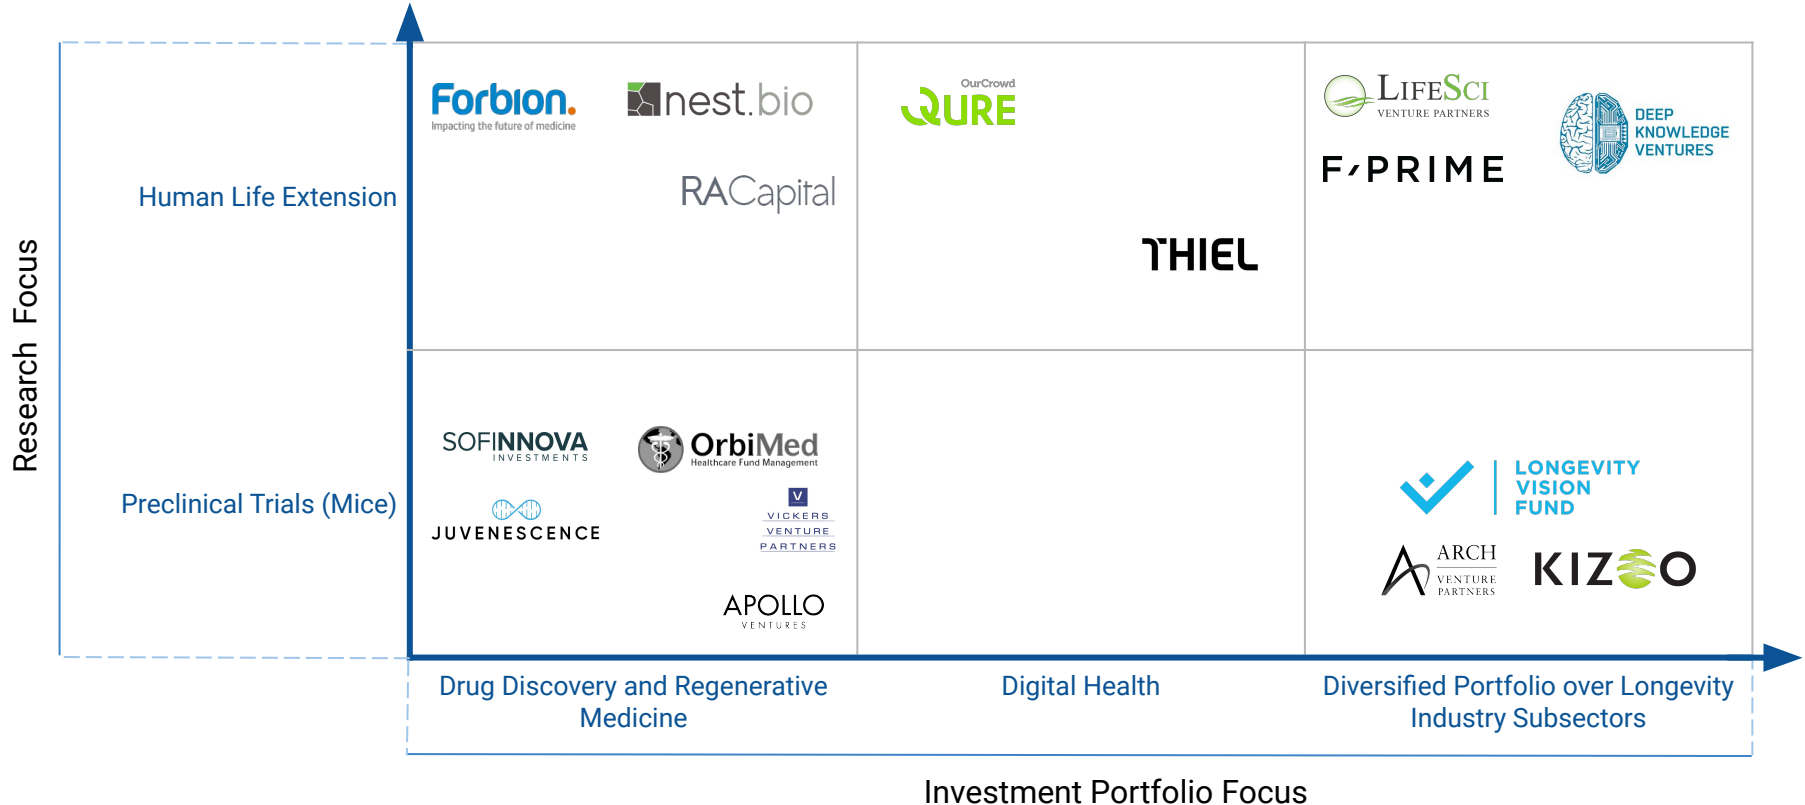 Research Focus
Human Life Extension
Preclinical Trials (Mice)
Forbion.
Impacting the future of medicine
nest.bio
RACapital
OurCrowd
QURE
THIEL
LIFESCI
VENTURE PARTNERS
F/PRIME
DEEP
KNOWLEDGE
VENTURES
SOFINNOVA
INVESTMENTS
OrbiMed
Healthcare Fund Management
JUVENESCENCE
V
VICKERS
VENTURE
PARTNERS
APOLLO
VENTURES
LONGEVITY
VISION
FUND
ARCH
VENTURE
PARTNERS
KIZOO
Drug Discovery and Regenerative
Medicine
Digital Health
Diversified Portfolio over Longevity
Industry Subsectors
Investment Portfolio Focus